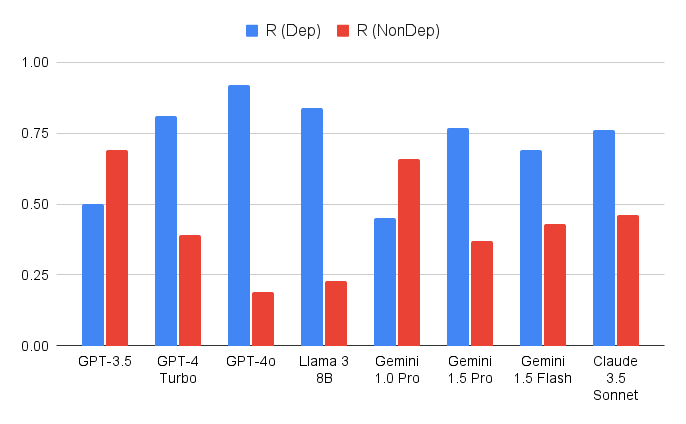 R (Dep) R (NonDep)
1.00
0.75
0.50
0.25
0.00
GPT-3.5 GPT-4 Turbo GPT-4o Llama 3 8B Gemini 1.0 Pro Gemini 1.5 Pro Gemini 1.5 Flash Claude 3.5 Sonnet